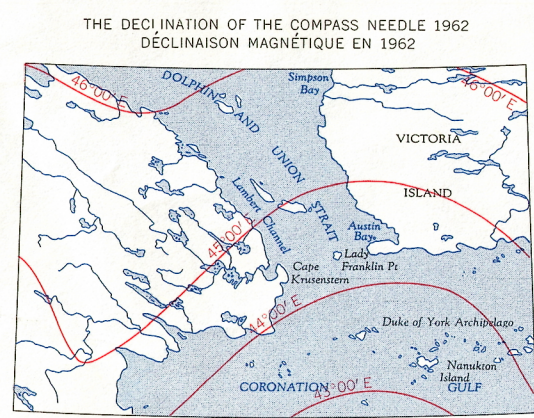 THE DECLINATION OF THE COMPASS NEEDLE 1962
DÉCLINAISON MAGNÉTIQUE EN 1962
46°00' E
DOLPHIN
AND
UNION
STRAIT
Simpson
Bay
46°00' E
VICTORIA
ISLAND
Lambert Channel
45°00' E
Austin
Bay
Lady
Franklin Pt
Cape
Krusenstern
44°00' E
Duke of York Archipelago
Nanukton
Island
CORONATION
GULF
43°00' E